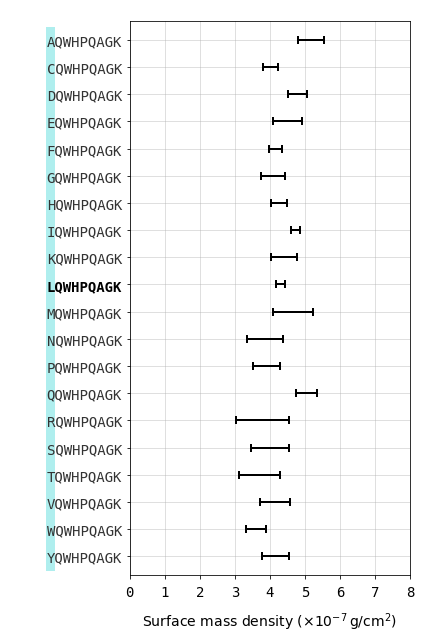 AQWHPQAGK
CQWHPQAGK
DQWHPQAGK
EQWHPQAGK
FQWHPQAGK
GQWHPQAGK
HQWHPQAGK
IQWHPQAGK
KQWHPQAGK
LQWHPQAGK
MQWHPQAGK
NQWHPQAGK
PQWHPQAGK
QQWHPQAGK
RQWHPQAGK
SQWHPQAGK
TQWHPQAGK
VQWHPQAGK
WQWHPQAGK
YQWHPQAGK
0 1 2 3 4 5 6 7 8
Surface mass density (×10⁻⁷ g/cm²)